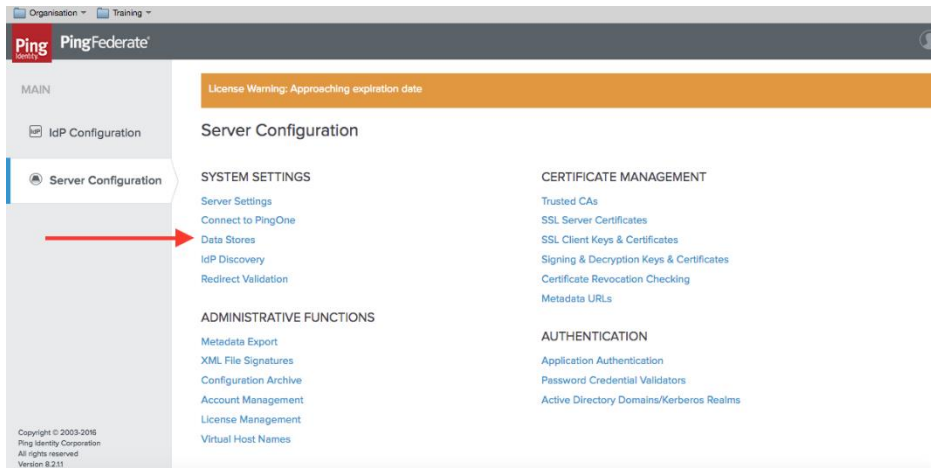 Organisation Training
Ping
Identity
PingFederate®
MAIN
IdP IdP Configuration
Server Configuration
License Warning: Approaching expiration date
Server Configuration
SYSTEM SETTINGS
Server Settings
Connect to PingOne
Data Stores
IdP Discovery
Redirect Validation
ADMINISTRATIVE FUNCTIONS
Metadata Export
XML File Signatures
Configuration Archive
Account Management
License Management
Virtual Host Names
CERTIFICATE MANAGEMENT
Trusted CAs
SSL Server Certificates
SSL Client Keys & Certificates
Signing & Decryption Keys & Certificates
Certificate Revocation Checking
Metadata URLs
AUTHENTICATION
Application Authentication
Password Credential Validators
Active Directory Domains/Kerberos Realms
Copyright © 2003-2016
Ping Identity Corporation
All rights reserved
Version 8.2.1.1